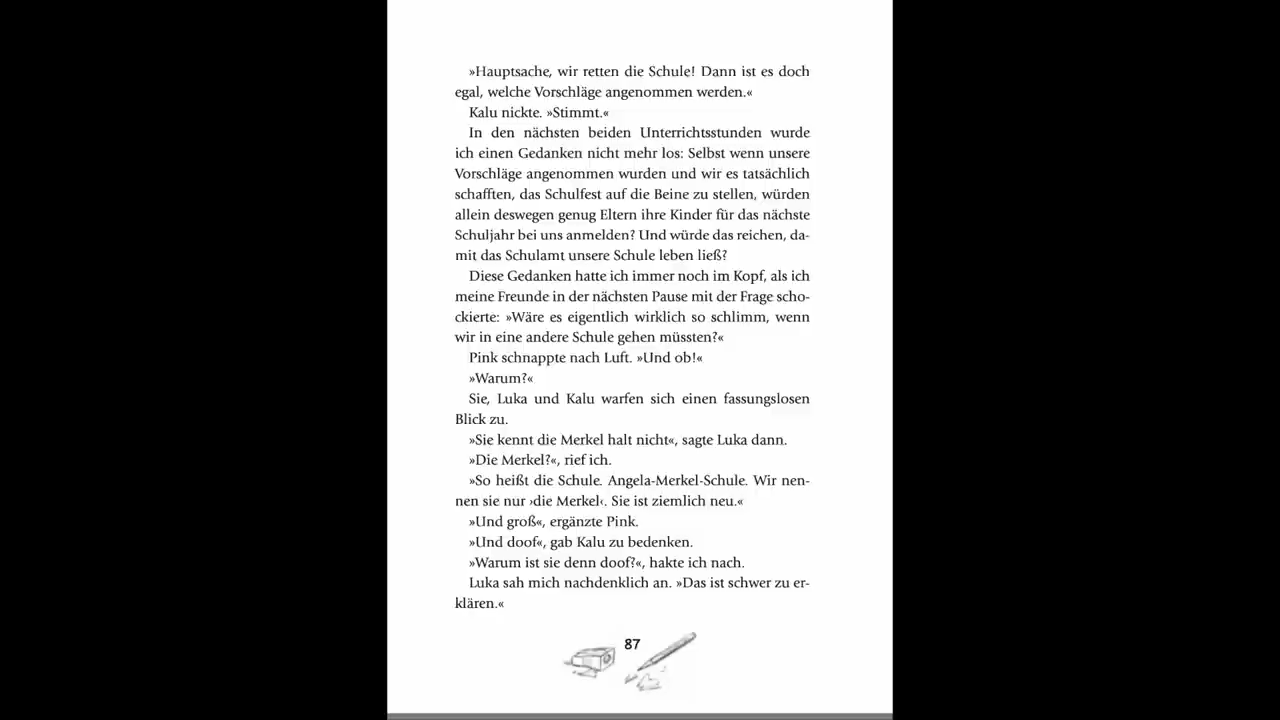 »Hauptsache, wir retten die Schule! Dann ist es doch
egal, welche Vorschläge angenommen werden.«
Kalu nickte. »Stimmt.«
In den nächsten beiden Unterrichtsstunden wurde
ich einen Gedanken nicht mehr los: Selbst wenn unsere
Vorschläge angenommen wurden und wir es tatsächlich
schafften, das Schulfest auf die Beine zu stellen, würden
allein deswegen genug Eltern ihre Kinder für das nächste
Schuljahr bei uns anmelden? Und würde das reichen, da-
mit das Schulamt unsere Schule leben ließ?
Diese Gedanken hatte ich immer noch im Kopf, als ich
meine Freunde in der nächsten Pause mit der Frage scho-
ckierte: »Wäre es eigentlich wirklich so schlimm, wenn
wir in eine andere Schule gehen müssten?«
Pink schnappte nach Luft. »Und ob!«
»Warum?«
Sie, Luka und Kalu warfen sich einen fassungslosen
Blick zu.
»Sie kennt die Merkel halt nicht«, sagte Luka dann.
»Die Merkel?«, rief ich.
»So heißt die Schule. Angela-Merkel-Schule. Wir nen-
nen sie nur ›die Merkel‹. Sie ist ziemlich neu.«
»Und groß«, ergänzte Pink.
»Und doof«, gab Kalu zu bedenken.
»Warum ist sie denn doof?«, hakte ich nach.
Luka sah mich nachdenklich an. »Das ist schwer zu er-
klären.«
87